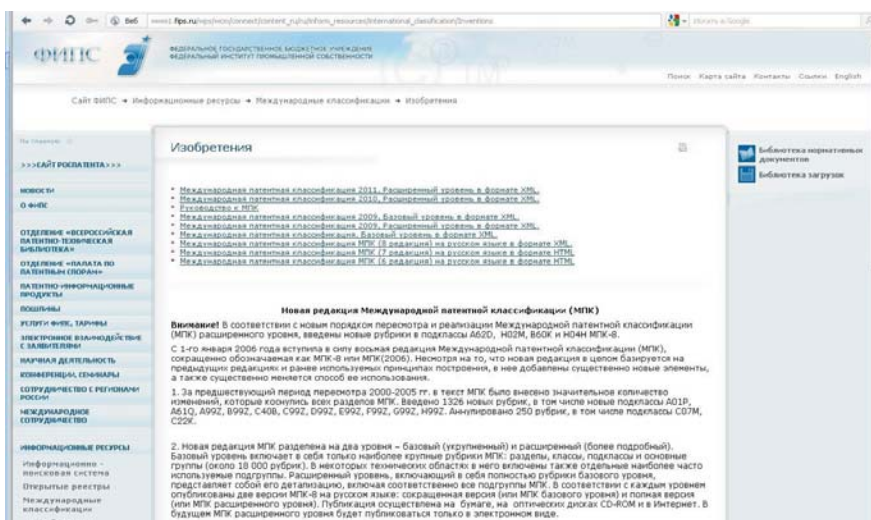 Веб
www1.fips.ru/wps/wcm/connect/content_ru/ru/inform_resources/international_classification/inventions
Искать в Google
ФИПС
ФЕДЕРАЛЬНОЕ ГОСУДАРСТВЕННОЕ БЮДЖЕТНОЕ УЧРЕЖДЕНИЕ
ФЕДЕРАЛЬНЫЙ ИНСТИТУТ ПРОМЫШЛЕННОЙ СОБСТВЕННОСТИ
Поиск Карта сайта Контакты Ссылки English
Сайт ФИПС → Информационные ресурсы → Международные классификации → Изобретения
На главную
>>>САЙТ РОСПАТЕНТА>>>
НОВОСТИ
О ФИПС
ОТДЕЛЕНИЕ «ВСЕРОССИЙСКАЯ
ПАТЕНТНО-ТЕХНИЧЕСКАЯ
БИБЛИОТЕКА»
ОТДЕЛЕНИЕ «ПАЛАТА ПО
ПАТЕНТНЫМ СПОРАМ»
ПАТЕНТНО-ИНФОРМАЦИОННЫЕ
ПРОДУКТЫ
ПОШЛИНЫ
УСЛУГИ ФИПС, ТАРИФЫ
ЭЛЕКТРОННОЕ ВЗАИМОДЕЙСТВИЕ
С ЗАЯВИТЕЛЯМИ
НАУЧНАЯ ДЕЯТЕЛЬНОСТЬ
КОНФЕРЕНЦИИ, СЕМИНАРЫ
СОТРУДНИЧЕСТВО С РЕГИОНАМИ
РОССИИ
МЕЖДУНАРОДНОЕ
СОТРУДНИЧЕСТВО
ИНФОРМАЦИОННЫЕ РЕСУРСЫ
Информационно -
поисковая система
Открытые реестры
Международные
классификации
Изобретения
* Международная патентная классификация 2011, Расширенный уровень в формате XML.
* Международная патентная классификация 2010, Расширенный уровень в формате XML.
* Руководство к МПК
* Международная патентная классификация 2009, Базовый уровень в формате XML.
* Международная патентная классификация 2009, Расширенный уровень в формате XML.
* Международная патентная классификация, Базовый уровень в формате XML.
* Международная патентная классификация МПК (8 редакция) на русском языке в формате XML.
* Международная патентная классификация МПК (7 редакция) на русском языке в формате HTML
* Международная патентная классификация МПК (6 редакция) на русском языке в формате HTML
Новая редакция Международной патентной классификации (МПК)
Внимание! В соответствии с новым порядком пересмотра и реализации Международной патентной классификации
(МПК) расширенного уровня, введены новые рубрики в подклассы A62D, H02M, B60K и H04H МПК-8.
С 1-го января 2006 года вступила в силу восьмая редакция Международной патентной классификации (МПК),
сокращенно обозначаемая как МПК-8 или МПК(2006). Несмотря на то, что новая редакция в целом базируется на
предыдущих редакциях и ранее используемых принципах построения, в нее добавлены существенно новые элементы,
а также существенно меняется способ ее использования.
1. За предшествующий период пересмотра 2000-2005 гг. в текст МПК было внесено значительное количество
изменений, которые коснулись всех разделов МПК. Введено 1326 новых рубрик, в том числе новые подклассы A01P,
A61Q, A99Z, B99Z, C40B, C99Z, D99Z, E99Z, F99Z, G99Z, H99Z. Аннулировано 250 рубрик, в том числе подклассы C07M,
C22K.
2. Новая редакция МПК разделена на два уровня – базовый (укрупненный) и расширенный (более подробный).
Базовый уровень включает в себя только наиболее крупные рубрики МПК: разделы, классы, подклассы и основные
группы (около 18 000 рубрик). В некоторых технических областях в него включены также отдельные наиболее часто
используемые подгруппы. Расширенный уровень, включающий в себя полностью рубрики базового уровня,
представляет собой его детализацию, включая соответственно все подгруппы МПК. В соответствии с каждым уровнем
опубликованы две версии МПК-8 на русском языке: сокращенная версия (или МПК базового уровня) и полная версия
(или МПК расширенного уровня). Публикация осуществлена на бумаге, на оптических дисках CD-ROM и в Интернет. В
будущем МПК расширенного уровня будет публиковаться только в электронном виде.
Библиотека нормативных
документов
Библиотека загрузок